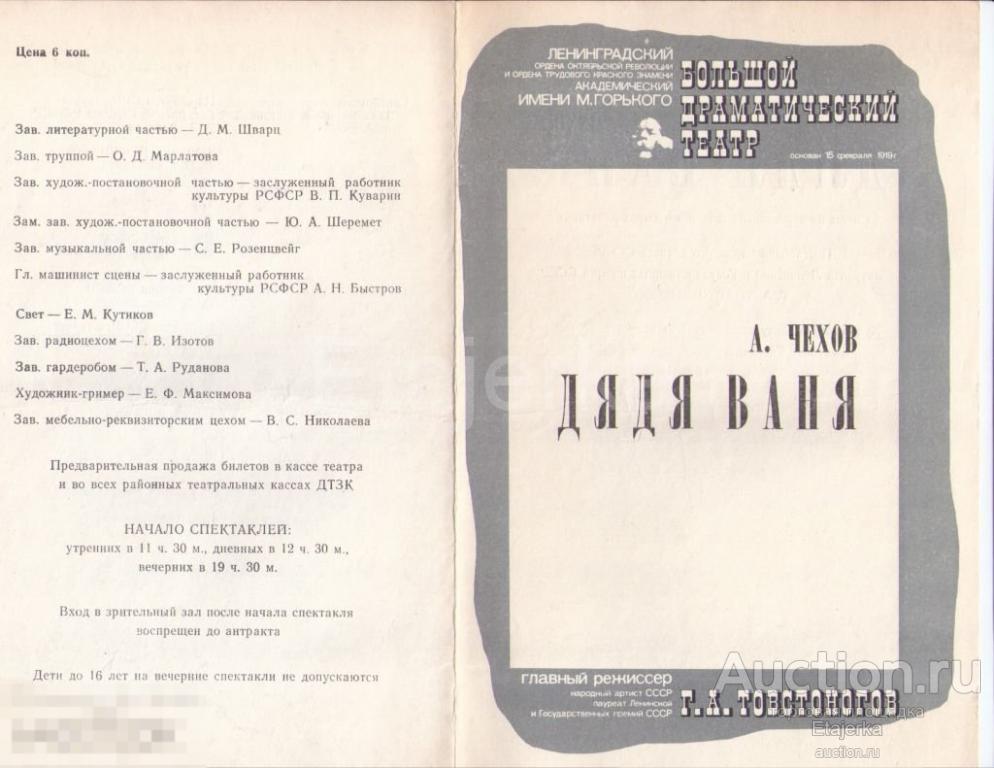 Цена 6 коп.
Зав. литературной частью — Д. М. Шварц
Зав. труппой — О. Д. Марлатова
Зав. худож.-постановочной частью — заслуженный работник
культуры РСФСР В. П. Куварин
Зам. зав. худож.-постановочной частью — Ю. А. Шеремет
Зав. музыкальной частью — С. Е. Розенцвейг
Гл. машинист сцены — заслуженный работник
культуры РСФСР А. Н. Быстров
Свет — Е. М. Кутиков
Зав. радиоцехом — Г. В. Изотов
Зав. гардеробом — Т. А. Руданова
Художник-гример — Е. Ф. Максимова
Зав. мебельно-реквизиторским цехом — В. С. Николаева
Предварительная продажа билетов в кассе театра
и во всех районных театральных кассах ДТЗК
НАЧАЛО СПЕКТАКЛЕЙ:
утренних в 11 ч. 30 м., дневных в 12 ч. 30 м.,
вечерних в 19 ч. 30 м.
Вход в зрительный зал после начала спектакля
воспрещен до антракта
Дети до 16 лет на вечерние спектакли не допускаются
ЛЕНИНГРАДСКИЙ
ОРДЕНА ОКТЯБРЬСКОЙ РЕВОЛЮЦИИ
И ОРДЕНА ТРУДОВОГО КРАСНОГО ЗНАМЕНИ
АКАДЕМИЧЕСКИЙ
ИМЕНИ М.ГОРЬКОГО
БОЛЬШОЙ
ДРАМАТИЧЕСКИЙ
ТЕАТР
основан 15 февраля 1919г
А. ЧЕХОВ
ДЯДЯ ВАНЯ
главный режиссер
народный артист СССР
лауреат Ленинской
и Государственных премий СССР
Г. А. ТОВСТОНОГОВ
Auction.ru
торговая площадка
Etajerka
auction.ru